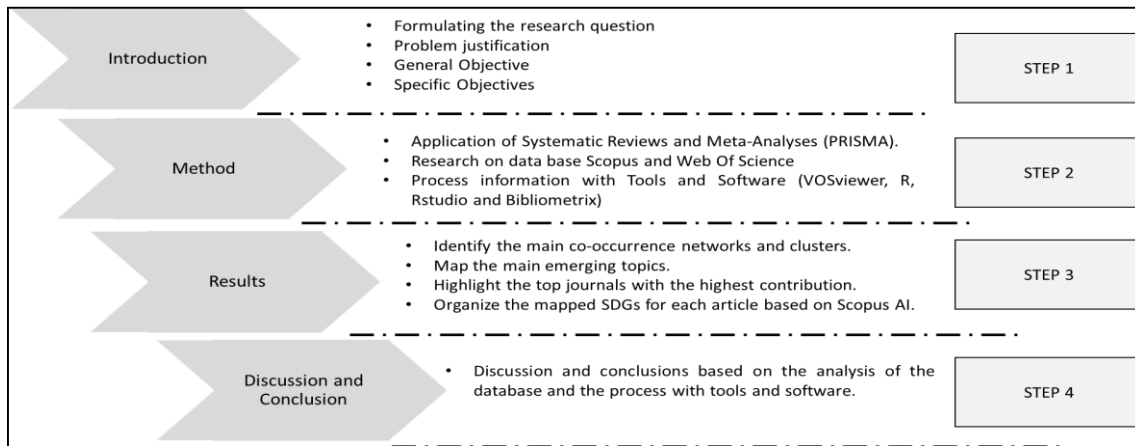 Introduction
• Formulating the research question
• Problem justification
• General Objective
• Specific Objectives
STEP 1
Method
• Application of Systematic Reviews and Meta-Analyses (PRISMA).
• Research on data base Scopus and Web Of Science
• Process information with Tools and Software (VOSviewer, R,
Rstudio and Bibliometrix)
STEP 2
Results
• Identify the main co-occurrence networks and clusters.
• Map the main emerging topics.
• Highlight the top journals with the highest contribution.
• Organize the mapped SDGs for each article based on Scopus AI.
STEP 3
Discussion and
Conclusion
• Discussion and conclusions based on the analysis of the
database and the process with tools and software.
STEP 4